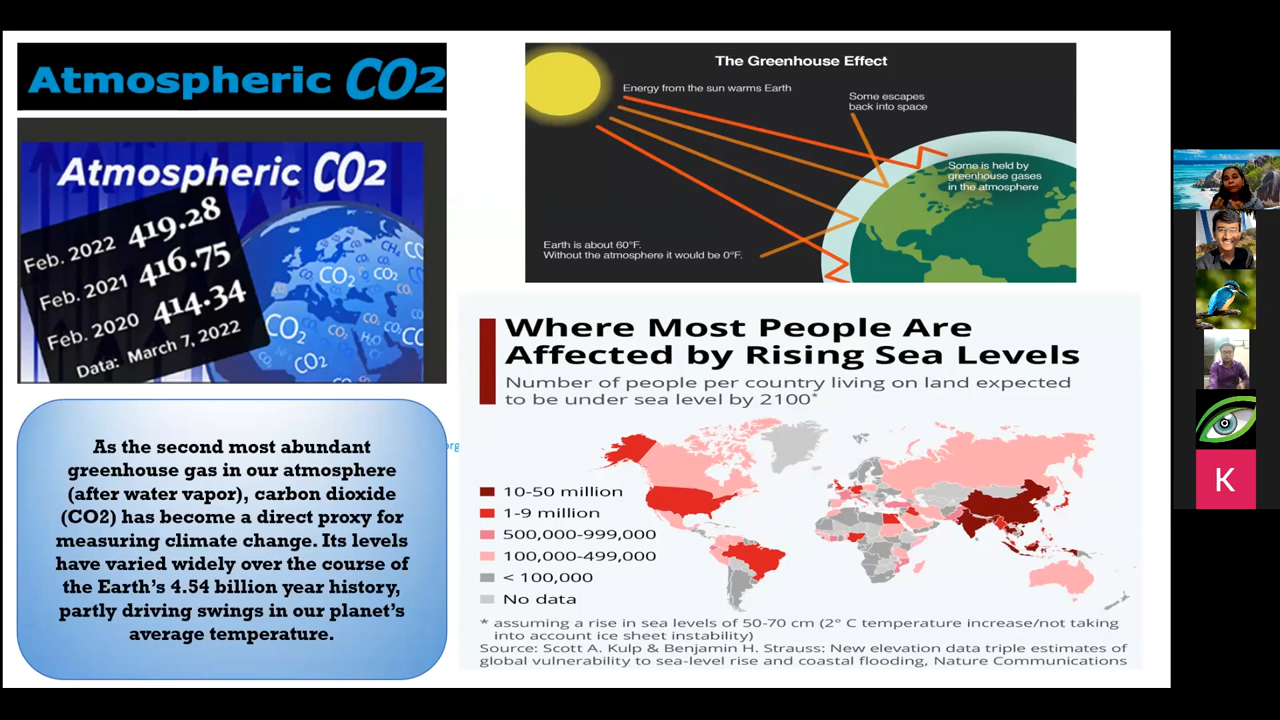 Atmospheric CO2
Atmospheric CO2
Feb. 2022 419.28
Feb. 2021 416.75
Feb. 2020 414.34
Data: March 7, 2022
CO2
CO2
CO2
CO2
As the second most abundant
greenhouse gas in our atmosphere
(after water vapor), carbon dioxide
(CO2) has become a direct proxy for
measuring climate change. Its levels
have varied widely over the course of
the Earth's 4.54 billion year history,
partly driving swings in our planet's
average temperature.
org
The Greenhouse Effect
Energy from the sun warms Earth
Some escapes
back into space
Some is held by
greenhouse gases
in the atmosphere
Earth is about 60°F.
Without the atmosphere it would be 0°F.
Where Most People Are
Affected by Rising Sea Levels
Number of people per country living on land expected
to be under sea level by 2100*
10-50 million
1-9 million
500,000-999,000
100,000-499,000
< 100,000
No data
* assuming a rise in sea levels of 50-70 cm (2° C temperature increase/not taking
into account ice sheet instability)
Source: Scott A. Kulp & Benjamin H. Strauss: New elevation data triple estimates of
global vulnerability to sea-level rise and coastal flooding, Nature Communications
K